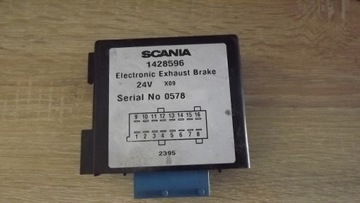 SCANIA
1428596
Electronic Exhaust Brake
24V X09
Serial No 0578
9 10 11 12 13 14 15 16
1 2 3 4 5 6 7 8
2395